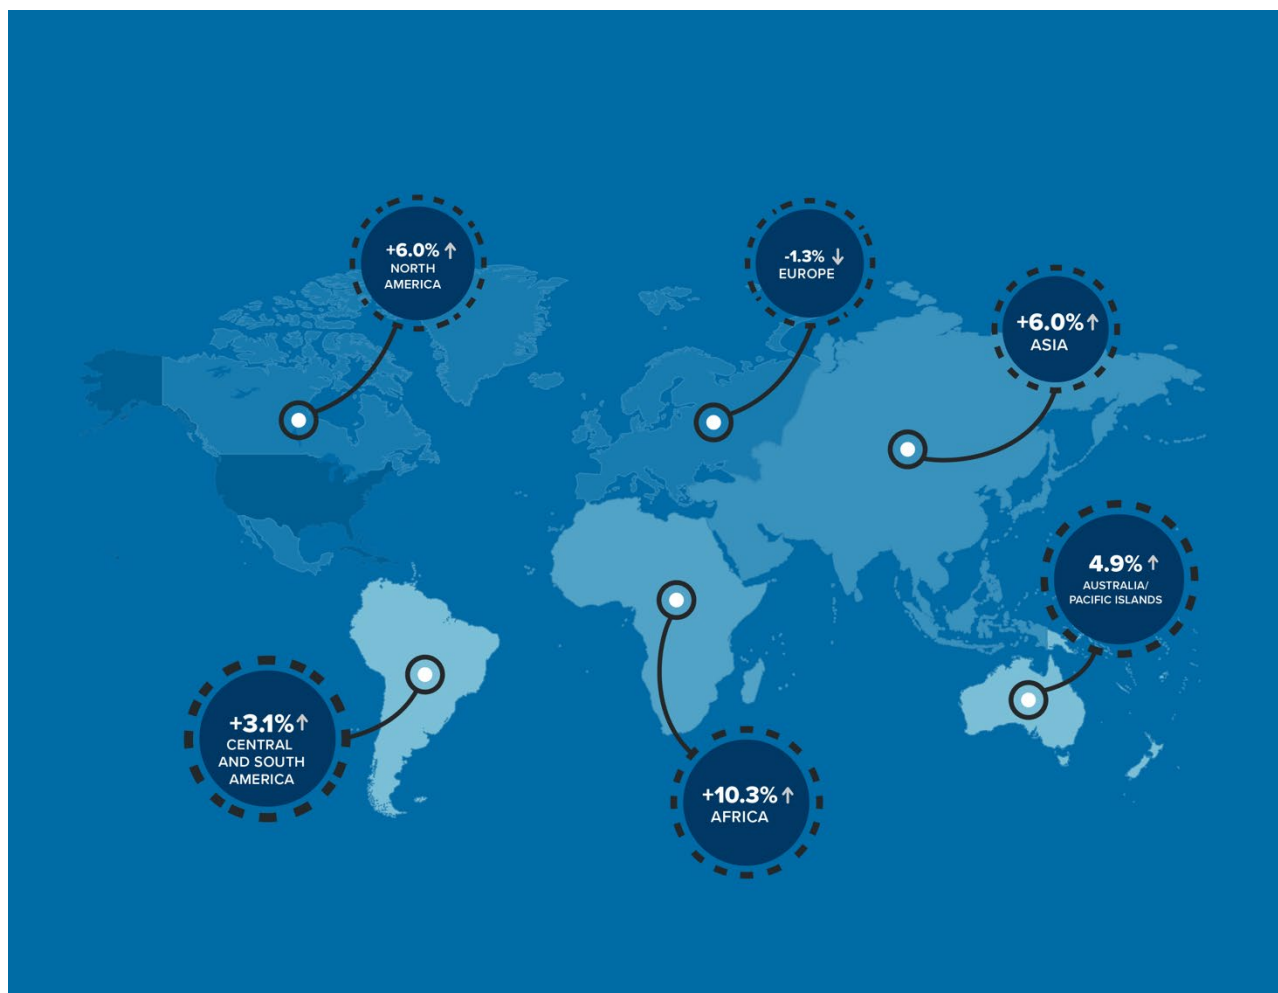 +6.0% ↑
NORTH
AMERICA
-1.3% ↓
EUROPE
+6.0% ↑
ASIA
4.9% ↑
AUSTRALIA/
PACIFIC ISLANDS
+3.1% ↑
CENTRAL
AND SOUTH
AMERICA
+10.3% ↑
AFRICA